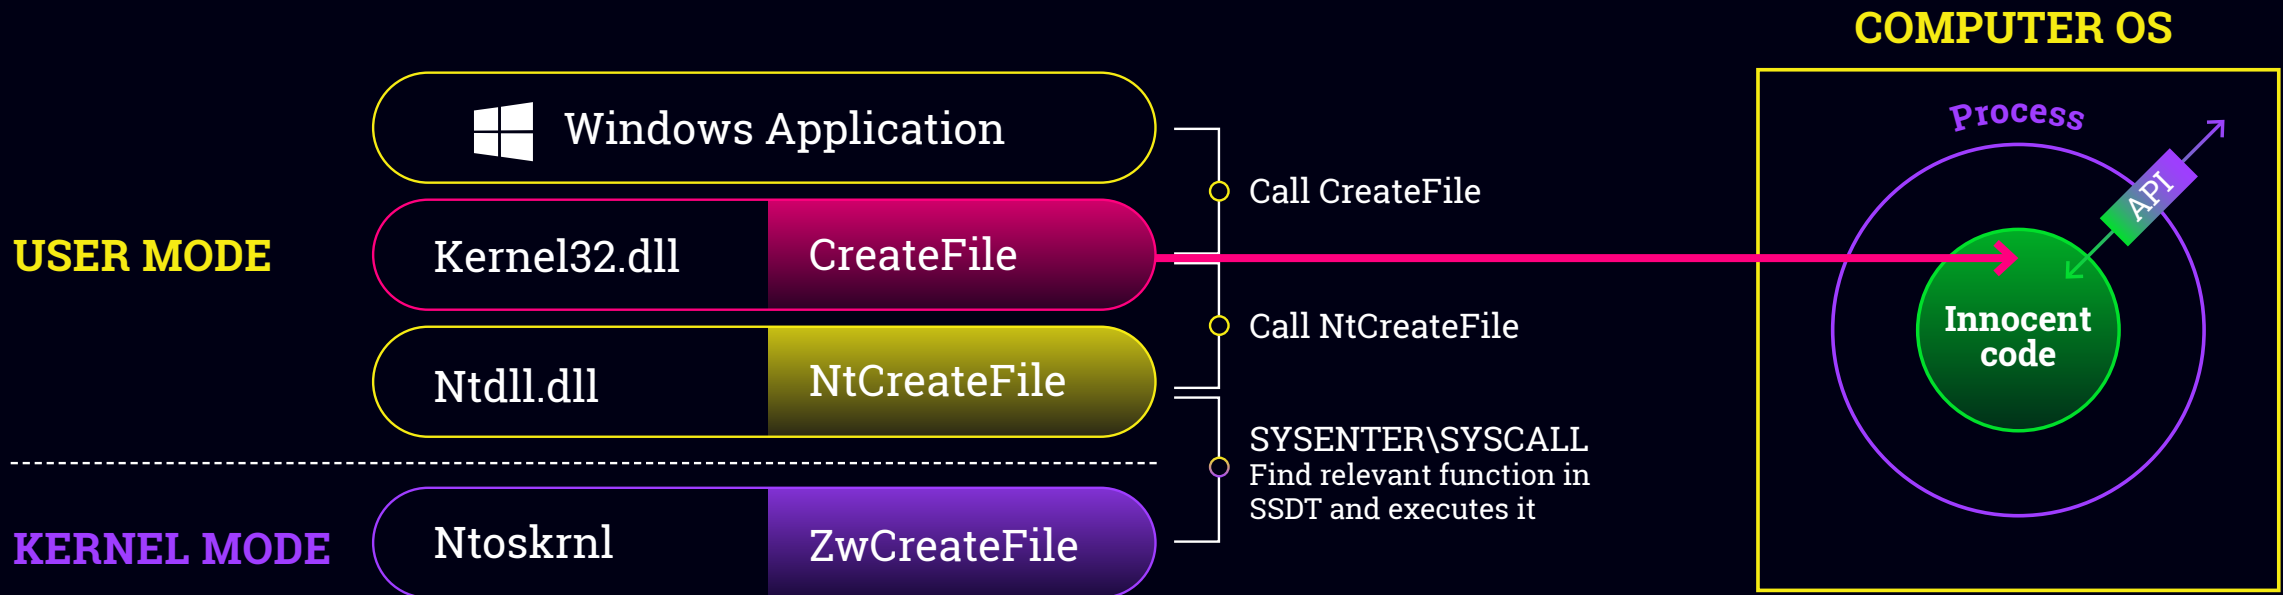 COMPUTER OS
Windows Application
Process
API
Call CreateFile
USER MODE
Kernel32.dll
CreateFile
Innocent
code
Call NtCreateFile
Ntdll.dll
NtCreateFile
SYSENTER\SYSCALL
Find relevant function in
SSDT and executes it
KERNEL MODE
Ntoskrnl
ZwCreateFile